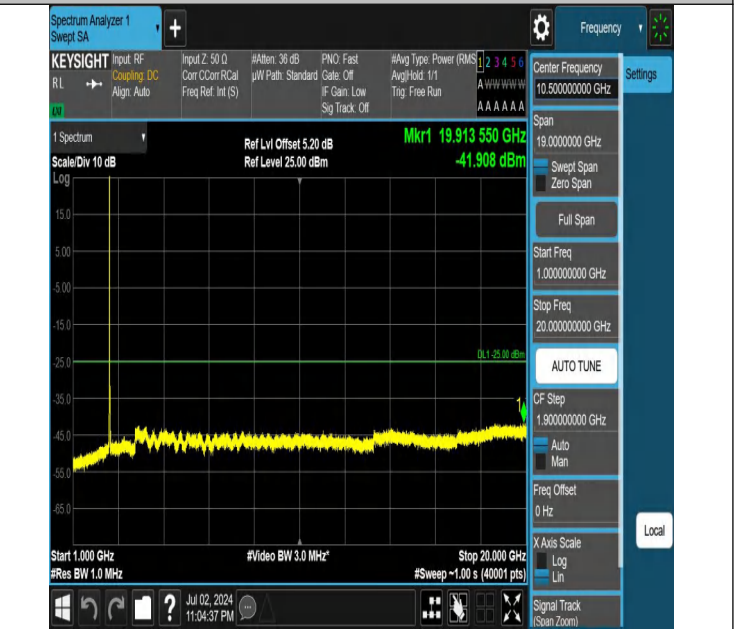 Spectrum Analyzer 1
Swept SA
Frequency
KEYSIGHT
RL
Input: RF
Coupling: DC
Align: Auto
Input Z: 50 Ω
Corr CCorr RCal
Freq Ref: Int (S)
#Atten: 36 dB
µW Path: Standard
PNO: Fast
Gate: Off
IF Gain: Low
Sig Track: Off
#Avg Type: Power (RMS
Avg|Hold: 1/1
Trig: Free Run
1 2 3 4 5 6
A W W W W W
A A A A A A
1 Spectrum
Scale/Div 10 dB
Log
Ref Lvl Offset 5.20 dB
Ref Level 25.00 dBm
Mkr1 19.913 550 GHz
-41.908 dBm
15.0
5.00
-5.00
-15.0
-25.0
-35.0
-45.0
-55.0
-65.0
DL1 -25.00 dBm
1
Start 1.000 GHz
#Res BW 1.0 MHz
#Video BW 3.0 MHz*
Stop 20.000 GHz
#Sweep ~1.00 s (40001 pts)
Center Frequency
10.500000000 GHz
Settings
Span
19.0000000 GHz
Swept Span
Zero Span
Full Span
Start Freq
1.000000000 GHz
Stop Freq
20.000000000 GHz
AUTO TUNE
CF Step
1.900000000 GHz
Auto
Man
Freq Offset
0 Hz
X Axis Scale
Log
Lin
Local
Signal Track
(Span Zoom)
?
Jul 02, 2024
11:04:37 PM